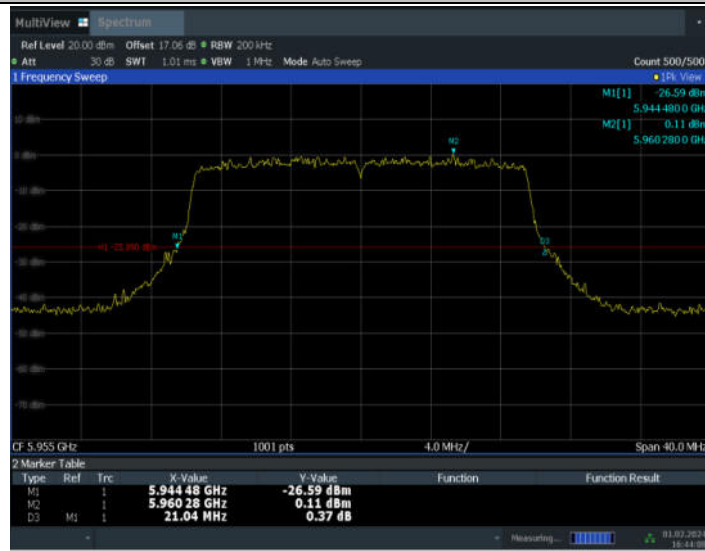 MultiView Spectrum
Ref Level 20.00 dBm Offset 17.06 dB RBW 200 kHz
Att 30 dB SWT 1.01 ms VBW 1 MHz Mode Auto Sweep Count 500/500
1 Frequency Sweep 1Pk View
M1[1] -26.59 dBm
5.944 480 0 GHz
M2[1] 0.11 dBm
5.960 280 0 GHz
10 dBm
M2
0 dBm
-10 dBm
-20 dBm
M1
D3
-30 dBm
-40 dBm
-50 dBm
-60 dBm
-70 dBm
CF 5.955 GHz 1001 pts 4.0 MHz/ Span 40.0 MHz
2 Marker Table
Type Ref Trc X-Value Y-Value Function Function Result
M1 1 5.944 48 GHz -26.59 dBm
M2 1 5.960 28 GHz 0.11 dBm
D3 M1 1 21.04 MHz 0.37 dB
Measuring... 01.02.2024
16:44:08